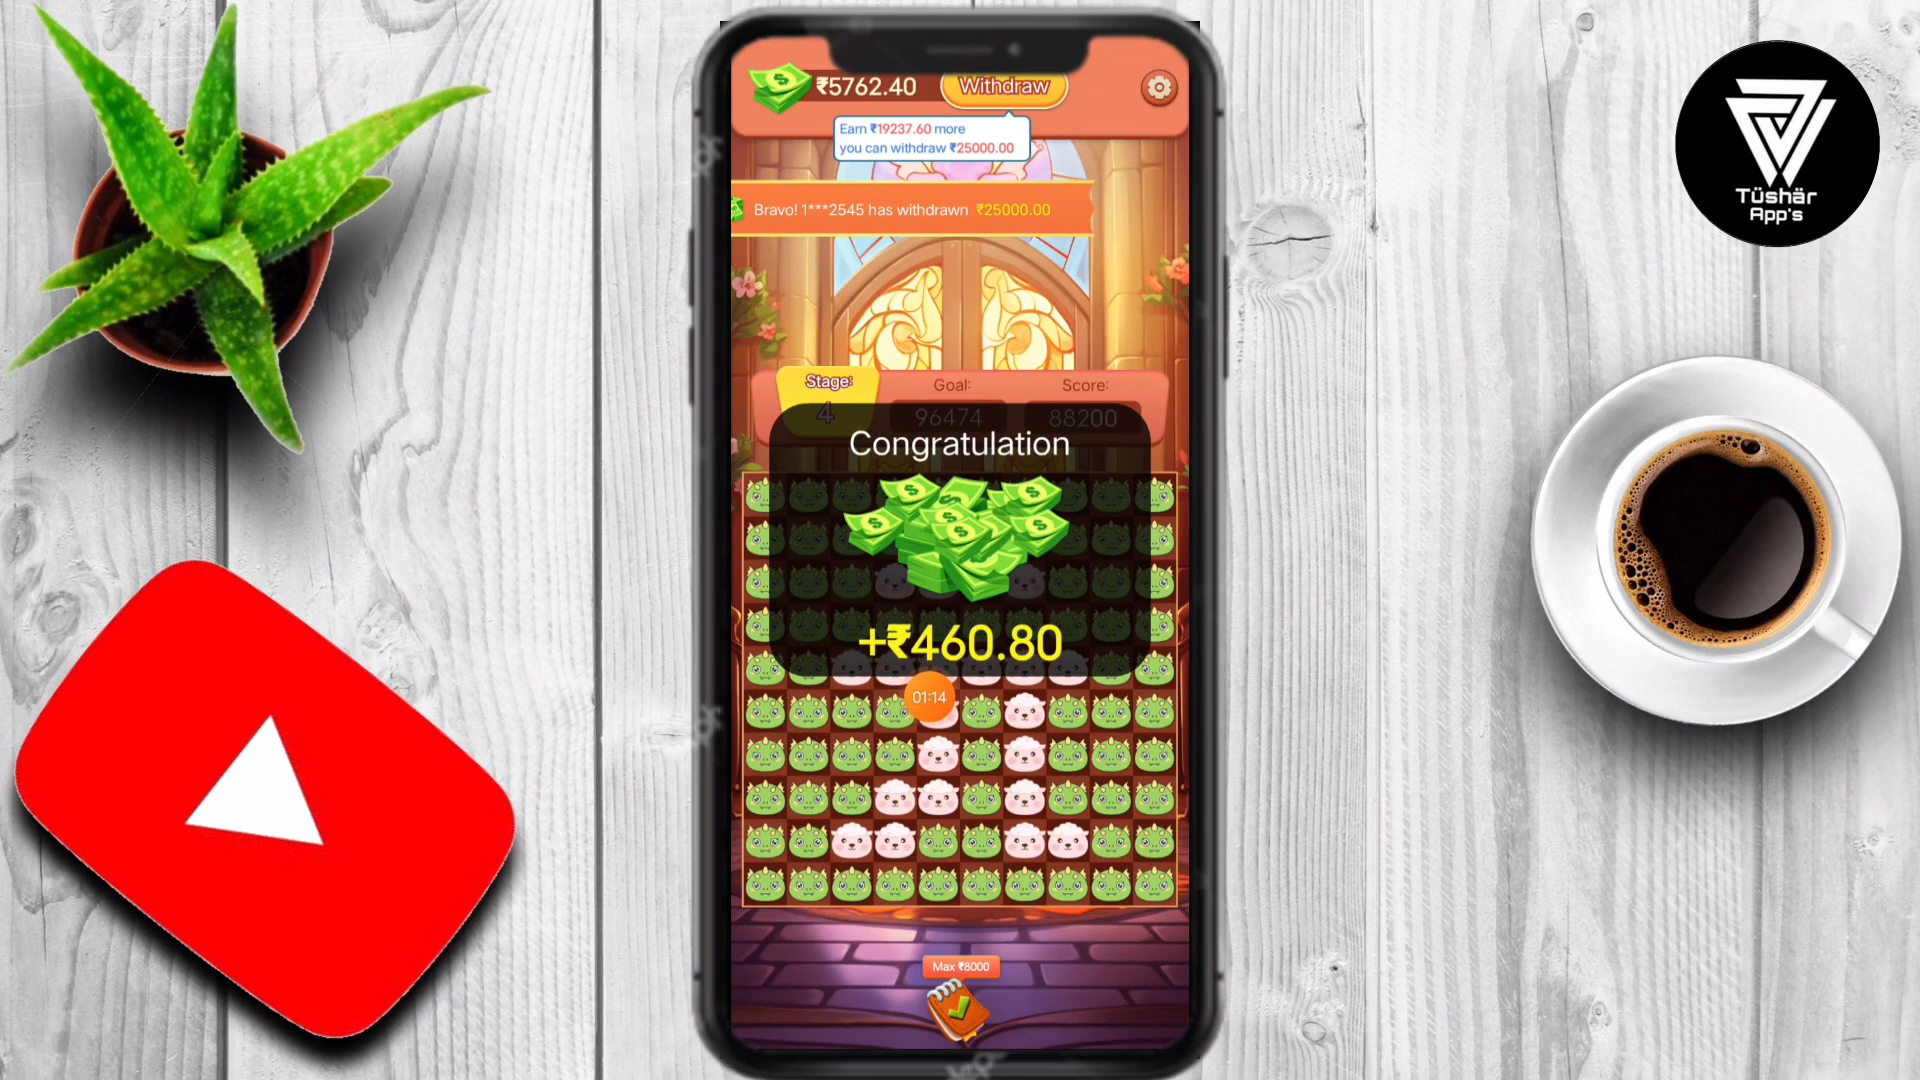 ₹5762.40
Withdraw
Earn ₹19237.60 more
you can withdraw ₹25000.00
Bravo! 1***2545 has withdrawn ₹25000.00
Stage: Goal: Score:
4 96474 88200
Congratulation
+₹460.80
01:14
Max ₹8000
Tüshär
App's